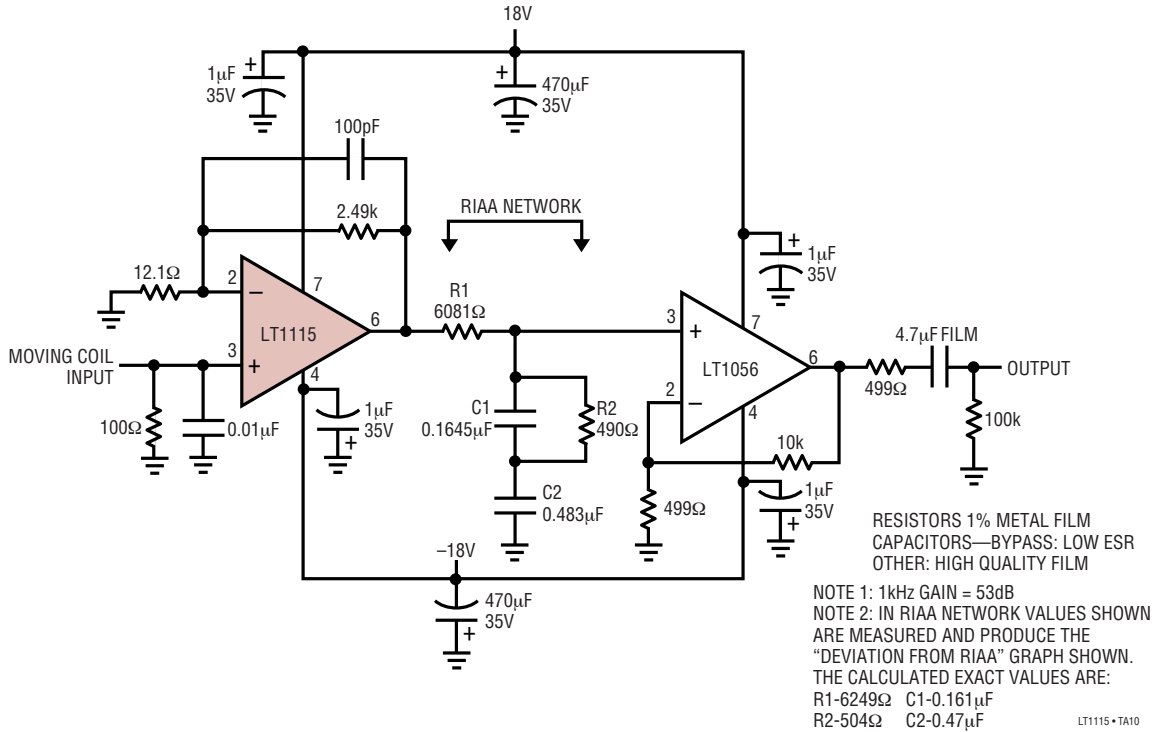 18V
+
1µF
35V
+
470µF
35V
100pF
2.49k
RIAA NETWORK
12.1Ω
2
–
7
LT1115
6
3
+
4
MOVING COIL
INPUT
100Ω
0.01µF
1µF
35V
+
R1
6081Ω
C1
0.1645µF
R2
490Ω
C2
0.483µF
+
1µF
35V
3
+
7
LT1056
6
2
–
4
10k
499Ω
1µF
35V
+
499Ω
4.7µF FILM
OUTPUT
100k
–18V
470µF
35V
+
RESISTORS 1% METAL FILM
CAPACITORS—BYPASS: LOW ESR
OTHER: HIGH QUALITY FILM
NOTE 1: 1kHz GAIN = 53dB
NOTE 2: IN RIAA NETWORK VALUES SHOWN
ARE MEASURED AND PRODUCE THE
“DEVIATION FROM RIAA” GRAPH SHOWN.
THE CALCULATED EXACT VALUES ARE:
R1-6249Ω C1-0.161µF
R2-504Ω C2-0.47µF
LT1115 • TA10